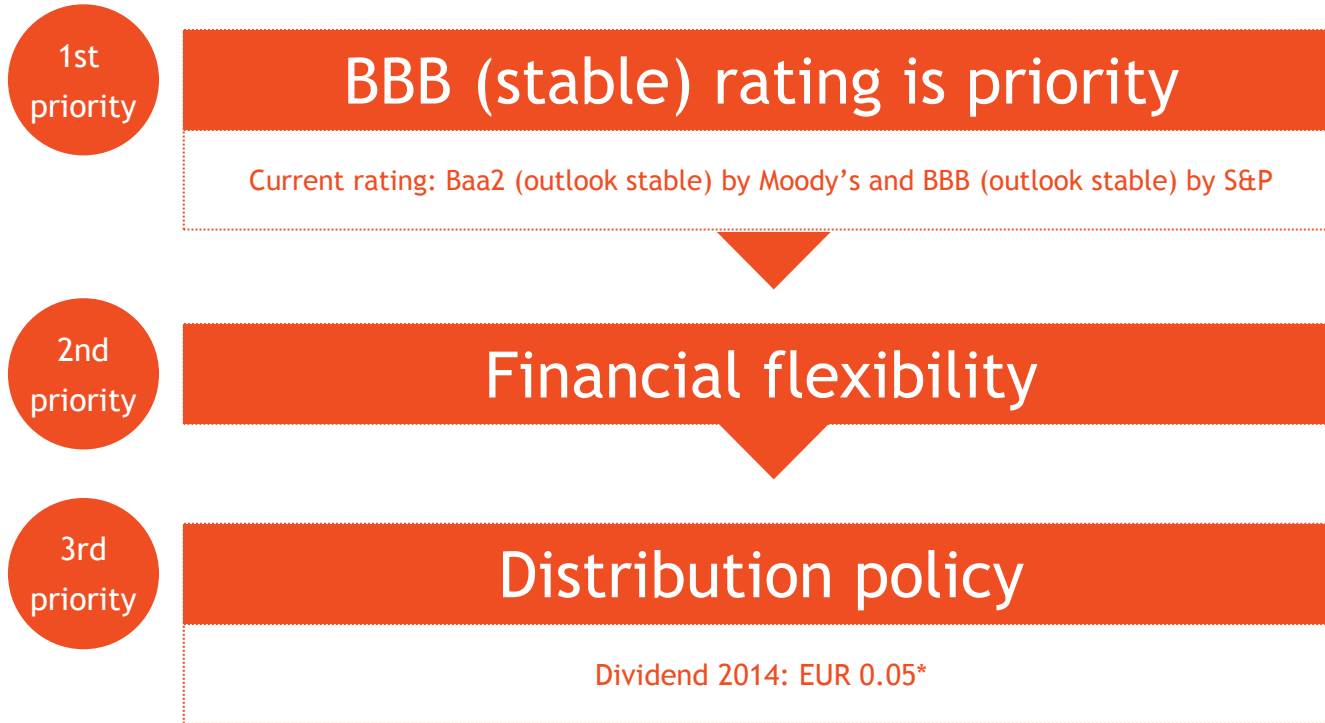 1st
priority
BBB (stable) rating is priority
Current rating: Baa2 (outlook stable) by Moody’s and BBB (outlook stable) by S&P
2nd
priority
Financial flexibility
3rd
priority
Distribution policy
Dividend 2014: EUR 0.05*